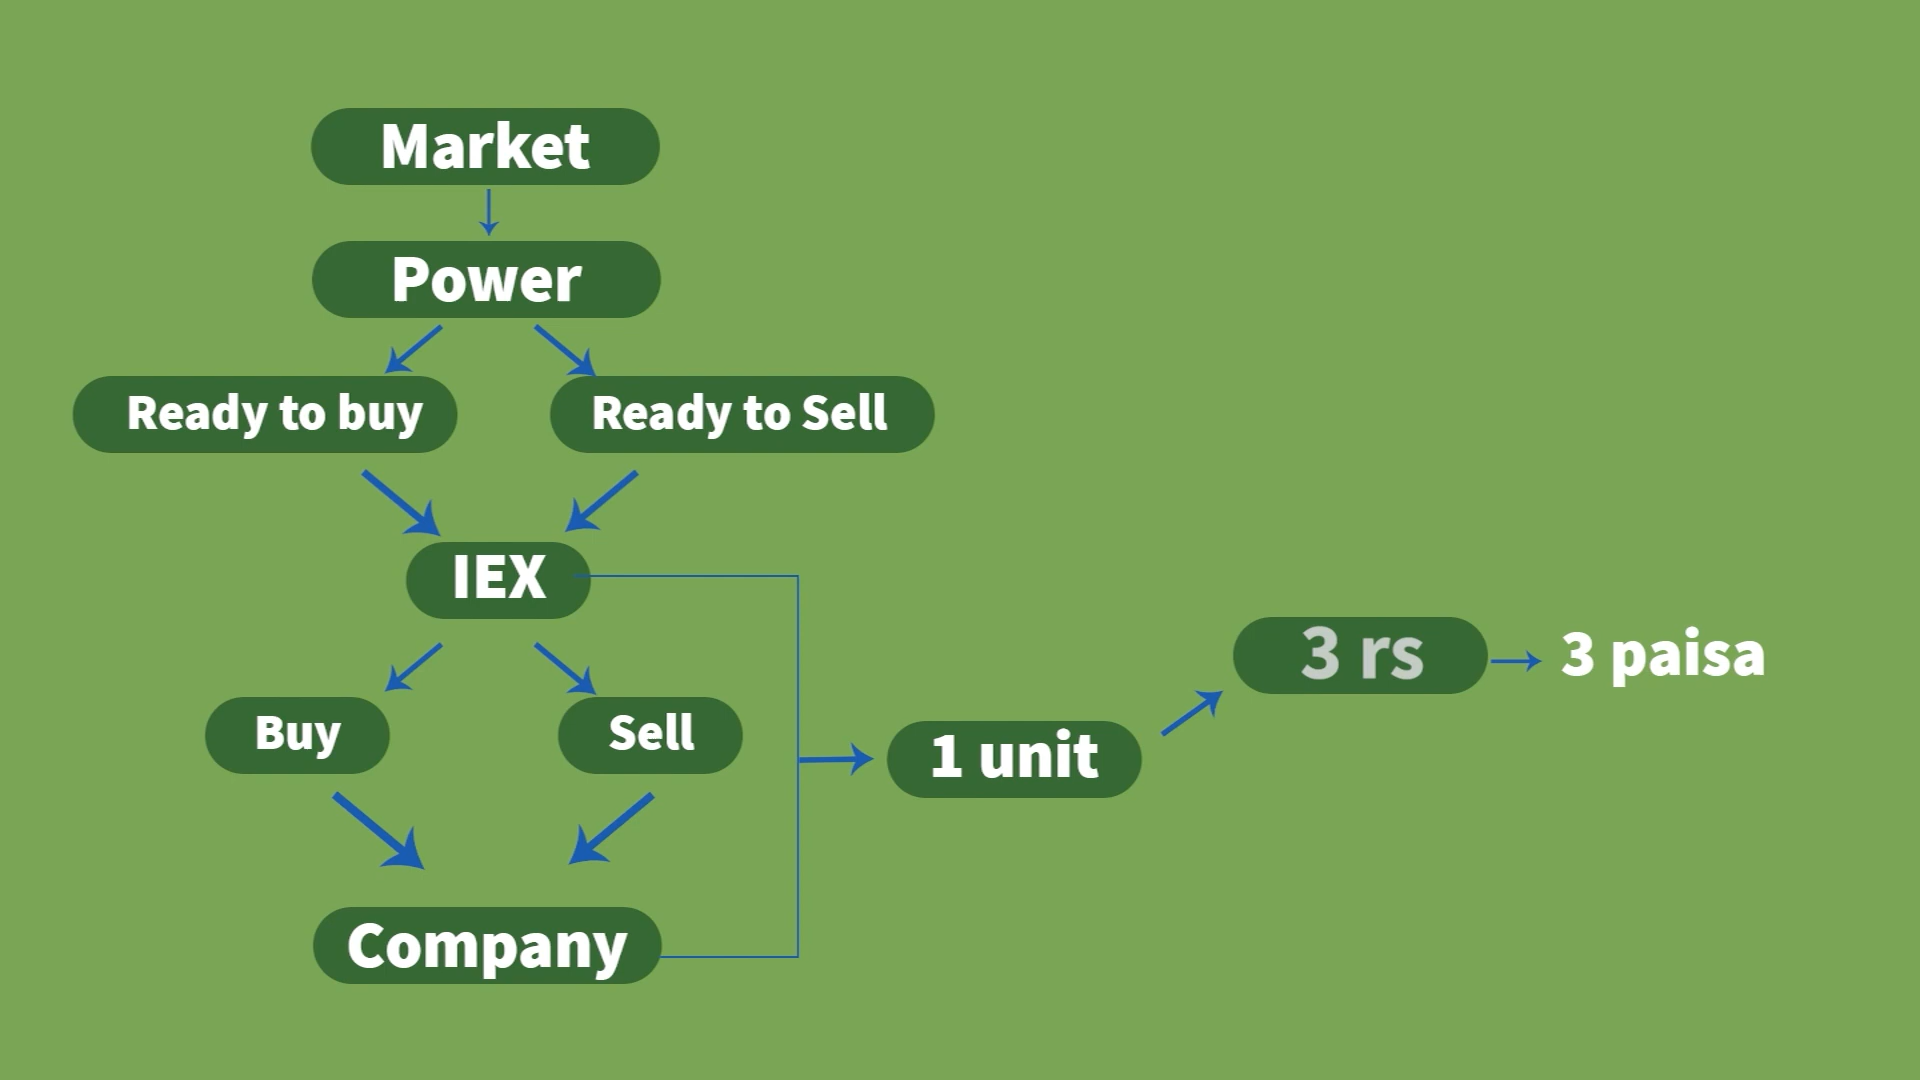 Market
Power
Ready to buy
Ready to Sell
IEX
Buy
Sell
Company
1 unit
3 rs
3 paisa